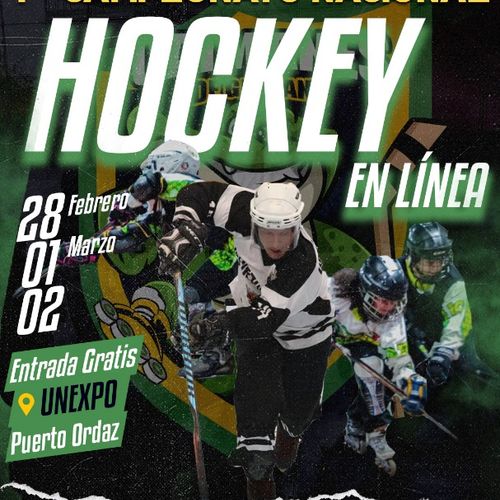 CAMPEONATO NACIONAL
HOCKEY
EN LÍNEA
28 Febrero
01 Marzo
02
Entrada Gratis
UNEXPO
Puerto Ordaz